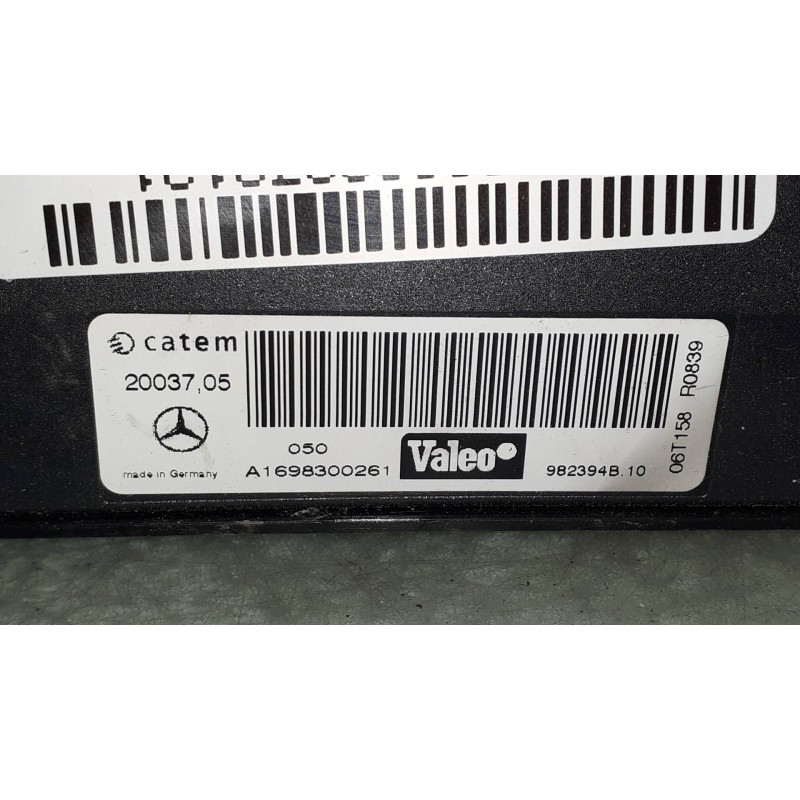 catem
20037,05
050
made in Germany
A1698300261
Valeo
982394B.10
06T158 R0839